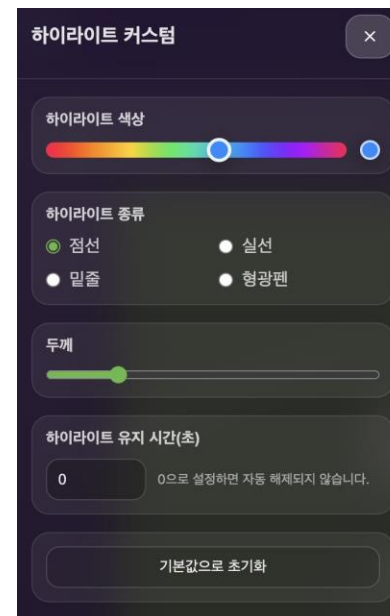 하이라이트 커스텀
하이라이트 색상
하이라이트 종류
점선 실선
밑줄 형광펜
두께
하이라이트 유지 시간(초)
0 0으로 설정하면 자동 해제되지 않습니다.
기본값으로 초기화